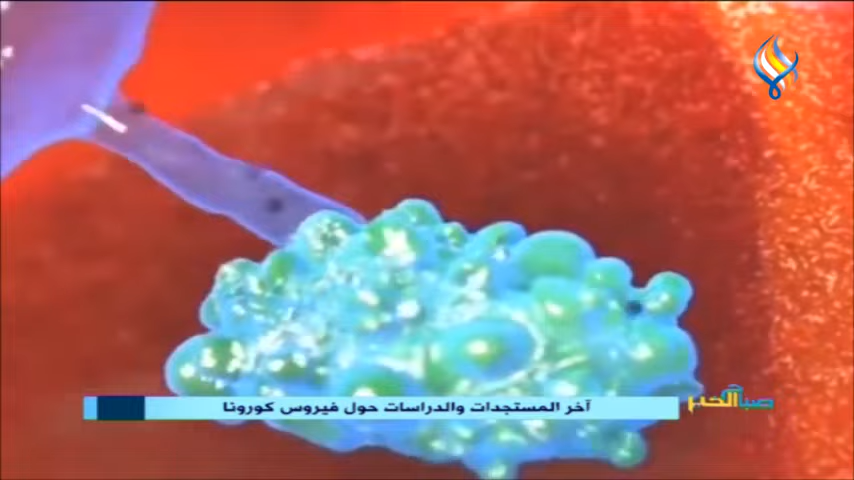 آخر المستجدات والدراسات حول فيروس كورونا
صباح الخير